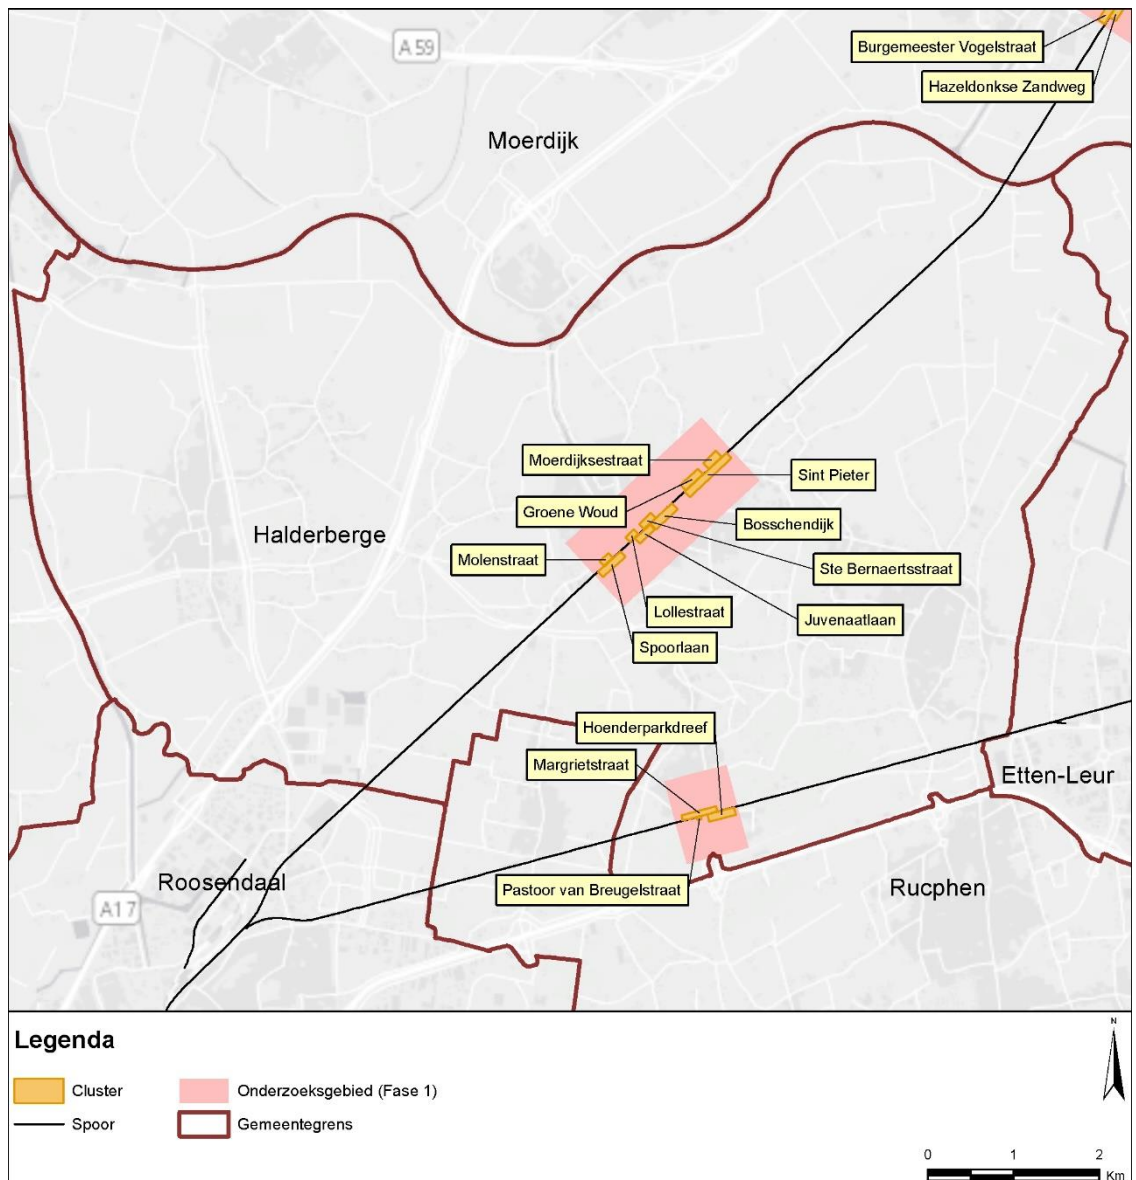 A 59
Burgemeester Vogelstraat
Hazeldonkse Zandweg
Moerdijk
Moerdijksestraat
Sint Pieter
Groene Woud
Bosschendijk
Halderberge
Molenstraat
Ste Bernaertsstraat
Lollestraat
Juvenaatlaan
Spoorlaan
Hoenderparkdreef
Margrietstraat
Etten-Leur
Roosendaal
Pastoor van Breugelstraat
Rucphen
A17
Legenda
N
Cluster
Onderzoeksgebied (Fase 1)
Spoor
Gemeentegrens
0 1 2
Km